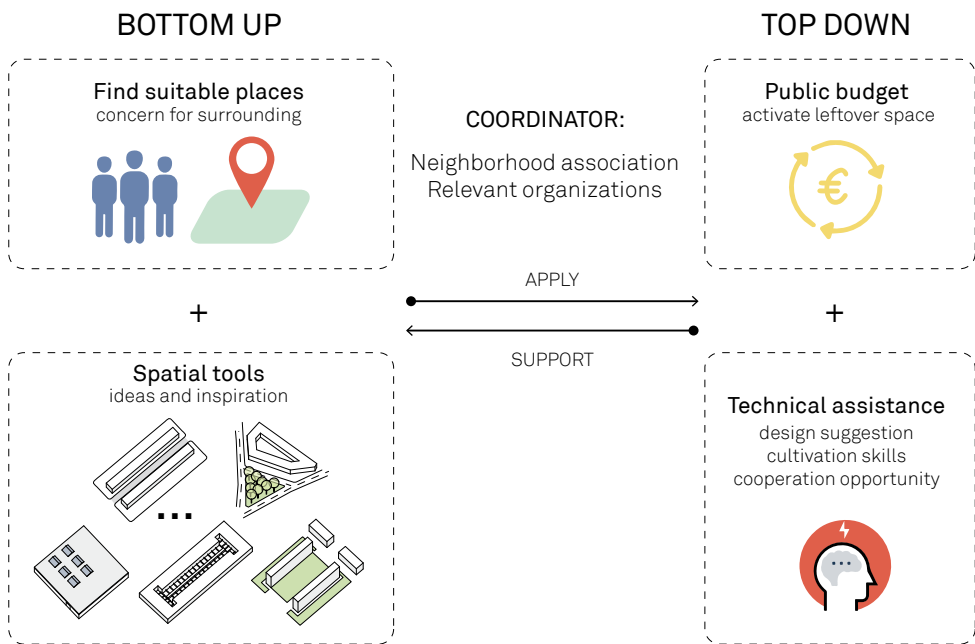 BOTTOM UP
Find suitable places
concern for surrounding
+
Spatial tools
ideas and inspiration
...
COORDINATOR:
Neighborhood association
Relevant organizations
APPLY
SUPPORT
TOP DOWN
Public budget
activate leftover space
€
+
Technical assistance
design suggestion
cultivation skills
cooperation opportunity